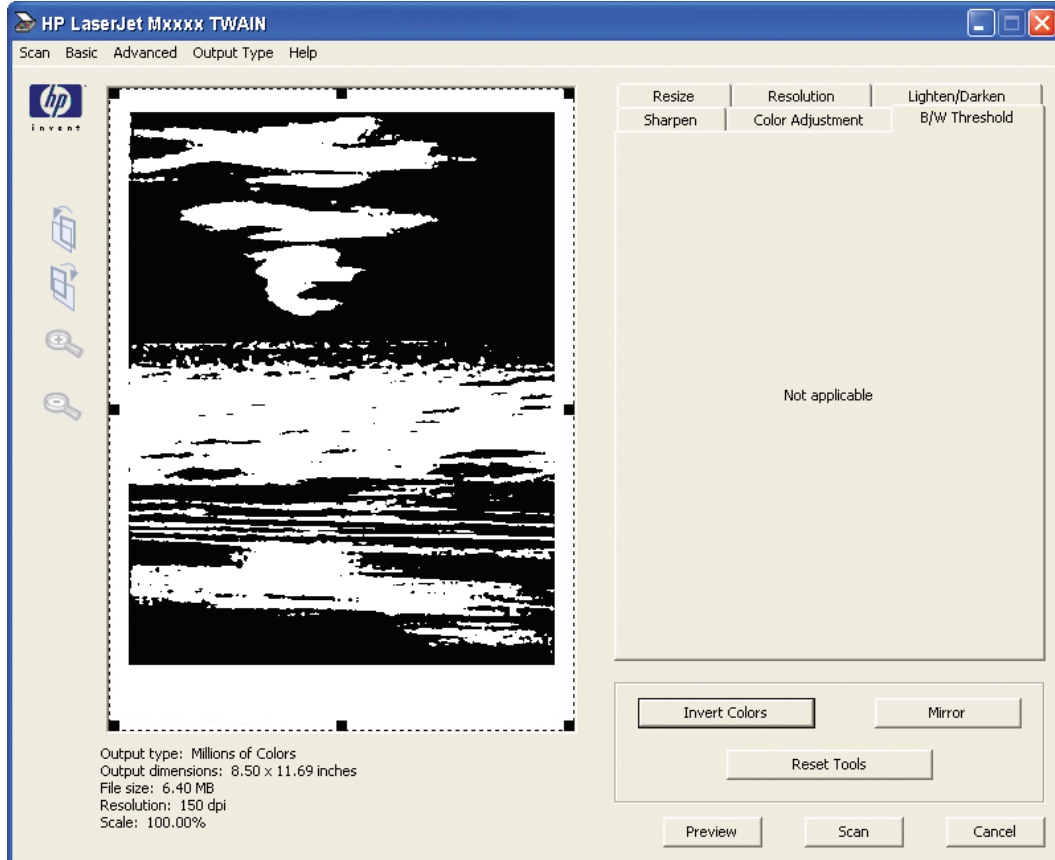 HP LaserJet Mxxxx TWAIN
Scan Basic Advanced Output Type Help
hp
invent
Resize Resolution Lighten/Darken
Sharpen Color Adjustment B/W Threshold
Not applicable
Invert Colors Mirror
Reset Tools
Output type: Millions of Colors
Output dimensions: 8.50 x 11.69 inches
File size: 6.40 MB
Resolution: 150 dpi
Scale: 100.00%
Preview Scan Cancel